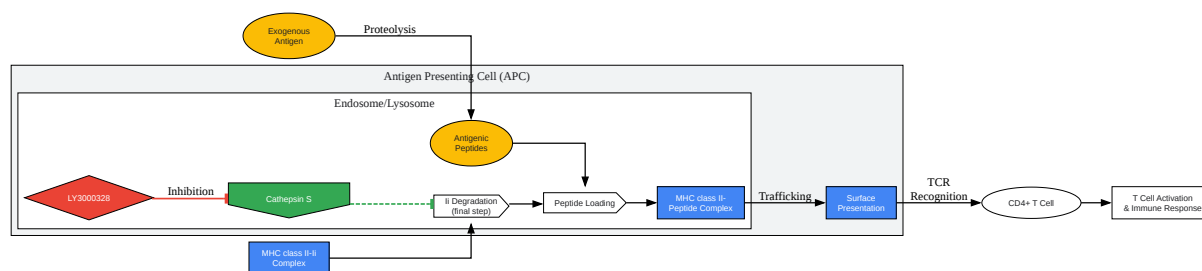 Exogenous
Antigen
Proteolysis
Antigen Presenting Cell (APC)
Endosome/Lysosome
Antigenic
Peptides
LY3000328
Inhibition
Cathepsin S
Ii Degradation
(final step)
Peptide Loading
MHC class II-
Peptide Complex
Trafficking
Surface
Presentation
TCR
Recognition
CD4+ T Cell
T Cell Activation
& Immune Response
MHC class II-Ii
Complex